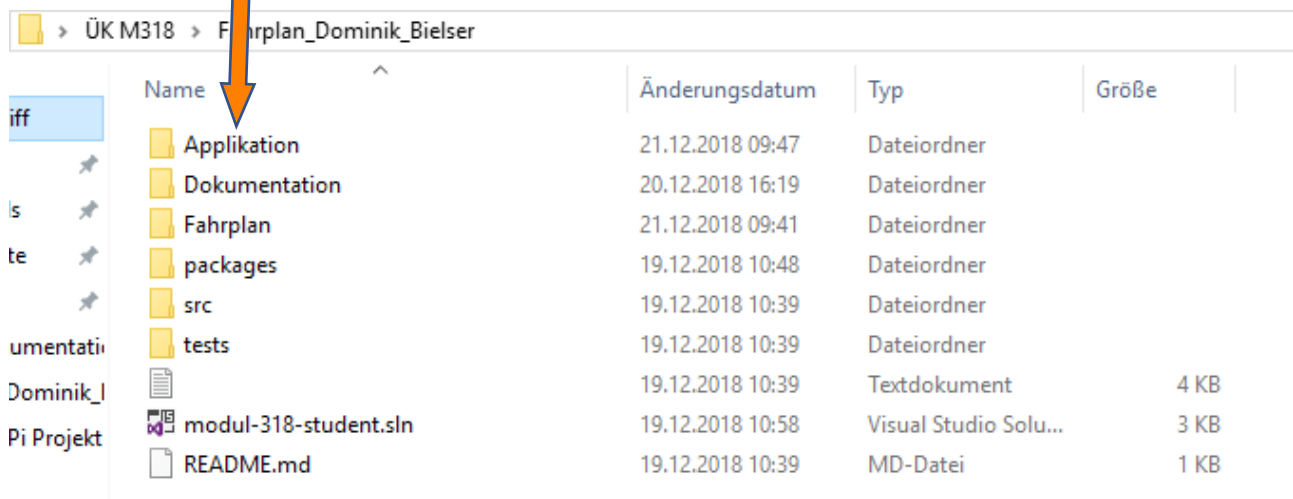 ÜK M318 > Fahrplan_Dominik_Bielser
Name Änderungsdatum Typ Größe
iff
Applikation 21.12.2018 09:47 Dateiordner
Dokumentation 20.12.2018 16:19 Dateiordner
ls
Fahrplan 21.12.2018 09:41 Dateiordner
te
packages 19.12.2018 10:48 Dateiordner
src 19.12.2018 10:39 Dateiordner
umentati
tests 19.12.2018 10:39 Dateiordner
Dominik_
19.12.2018 10:39 Textdokument 4 KB
Pi Projekt
modul-318-student.sln 19.12.2018 10:58 Visual Studio Solu... 3 KB
README.md 19.12.2018 10:39 MD-Datei 1 KB